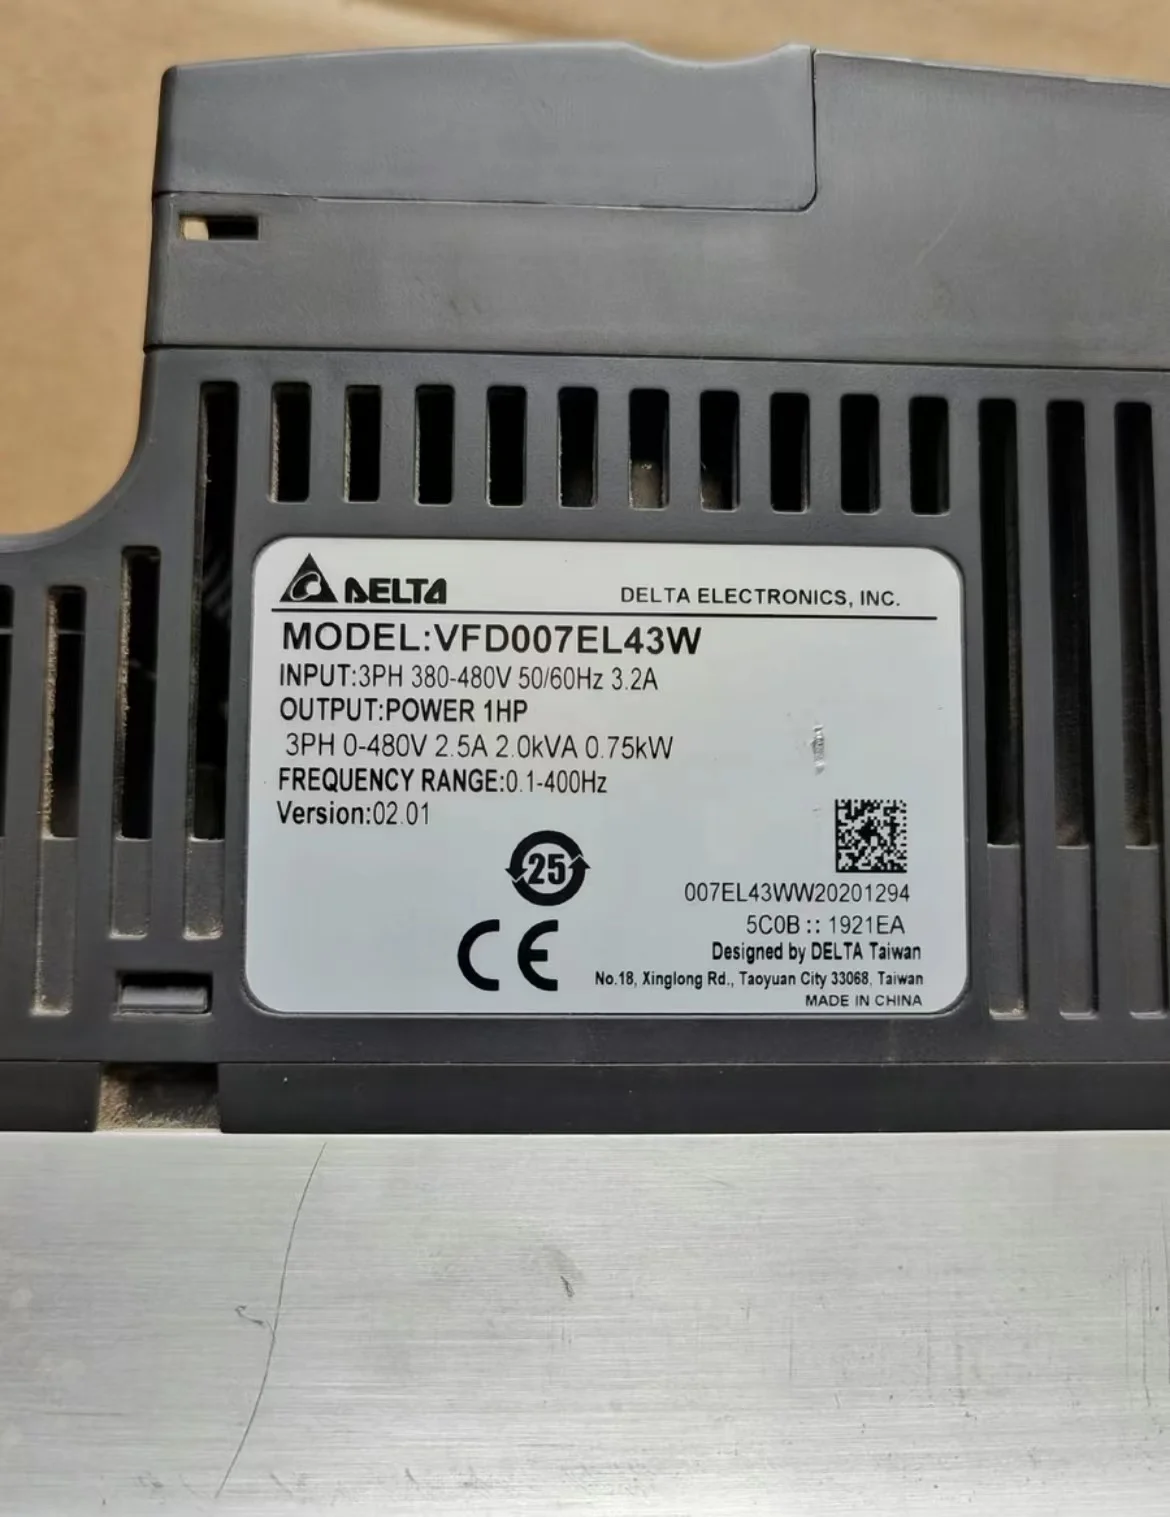 DELTA
DELTA ELECTRONICS, INC.
MODEL:VFD007EL43W
INPUT:3PH 380-480V 50/60Hz 3.2A
OUTPUT:POWER 1HP
3PH 0-480V 2.5A 2.0kVA 0.75kW
FREQUENCY RANGE:0.1-400Hz
Version:02.01
25
CE
007EL43WW20201294
5C0B :: 1921EA
Designed by DELTA Taiwan
No.18, Xinglong Rd., Taoyuan City 33068, Taiwan
MADE IN CHINA